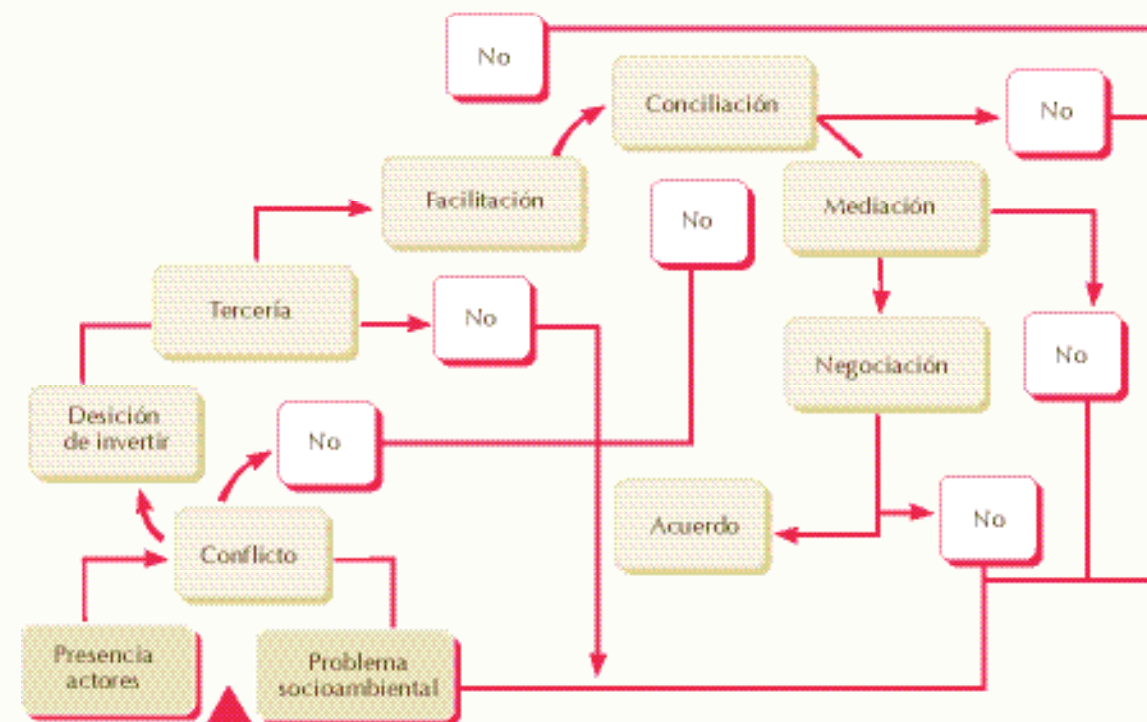 No
Conciliación
No
Facilitación
No
Mediación
Tercería
No
Negociación
No
Desición
de invertir
No
Acuerdo
No
Conflicto
Presencia
actores
Problema
socioambiental